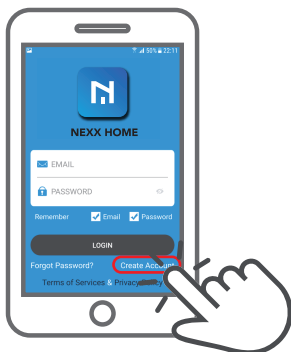 50% 22:11
NEXX HOME
EMAIL
PASSWORD
Remember Email Password
LOGIN
Forgot Password? Create Account
Terms of Services & Privacy